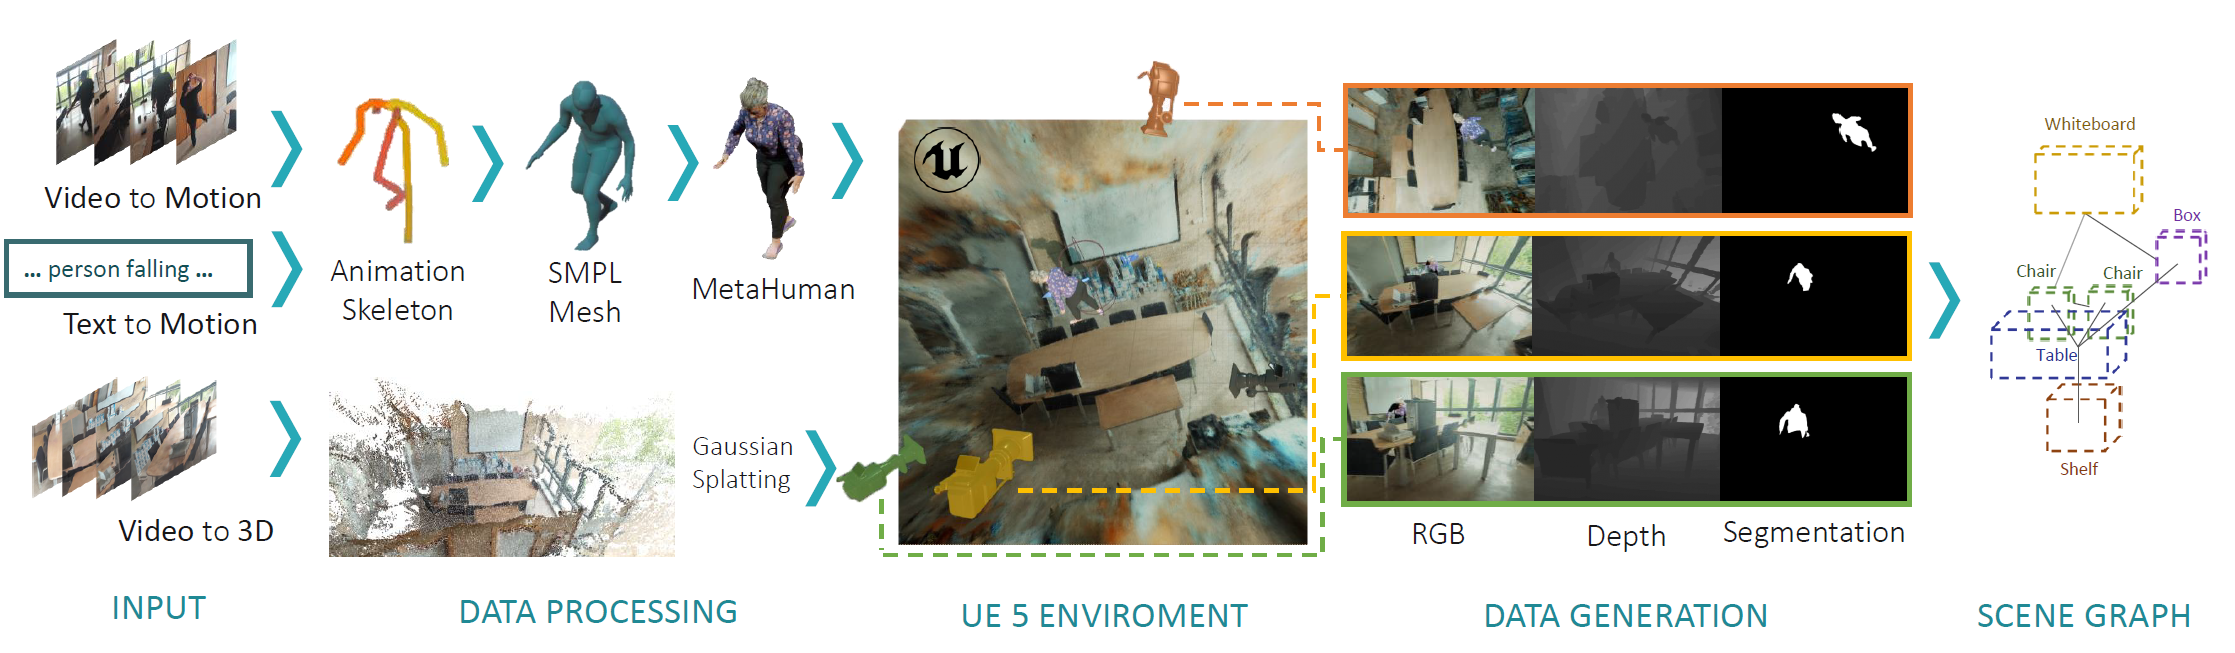 Video to Motion
... person falling ...
Text to Motion
Video to 3D
INPUT
Animation
Skeleton
SMPL
Mesh
MetaHuman
Gaussian
Splatting
DATA PROCESSING
UE 5 ENVIROMENT
RGB
Depth
Segmentation
DATA GENERATION
Whiteboard
Box
Chair
Chair
Table
Shelf
SCENE GRAPH